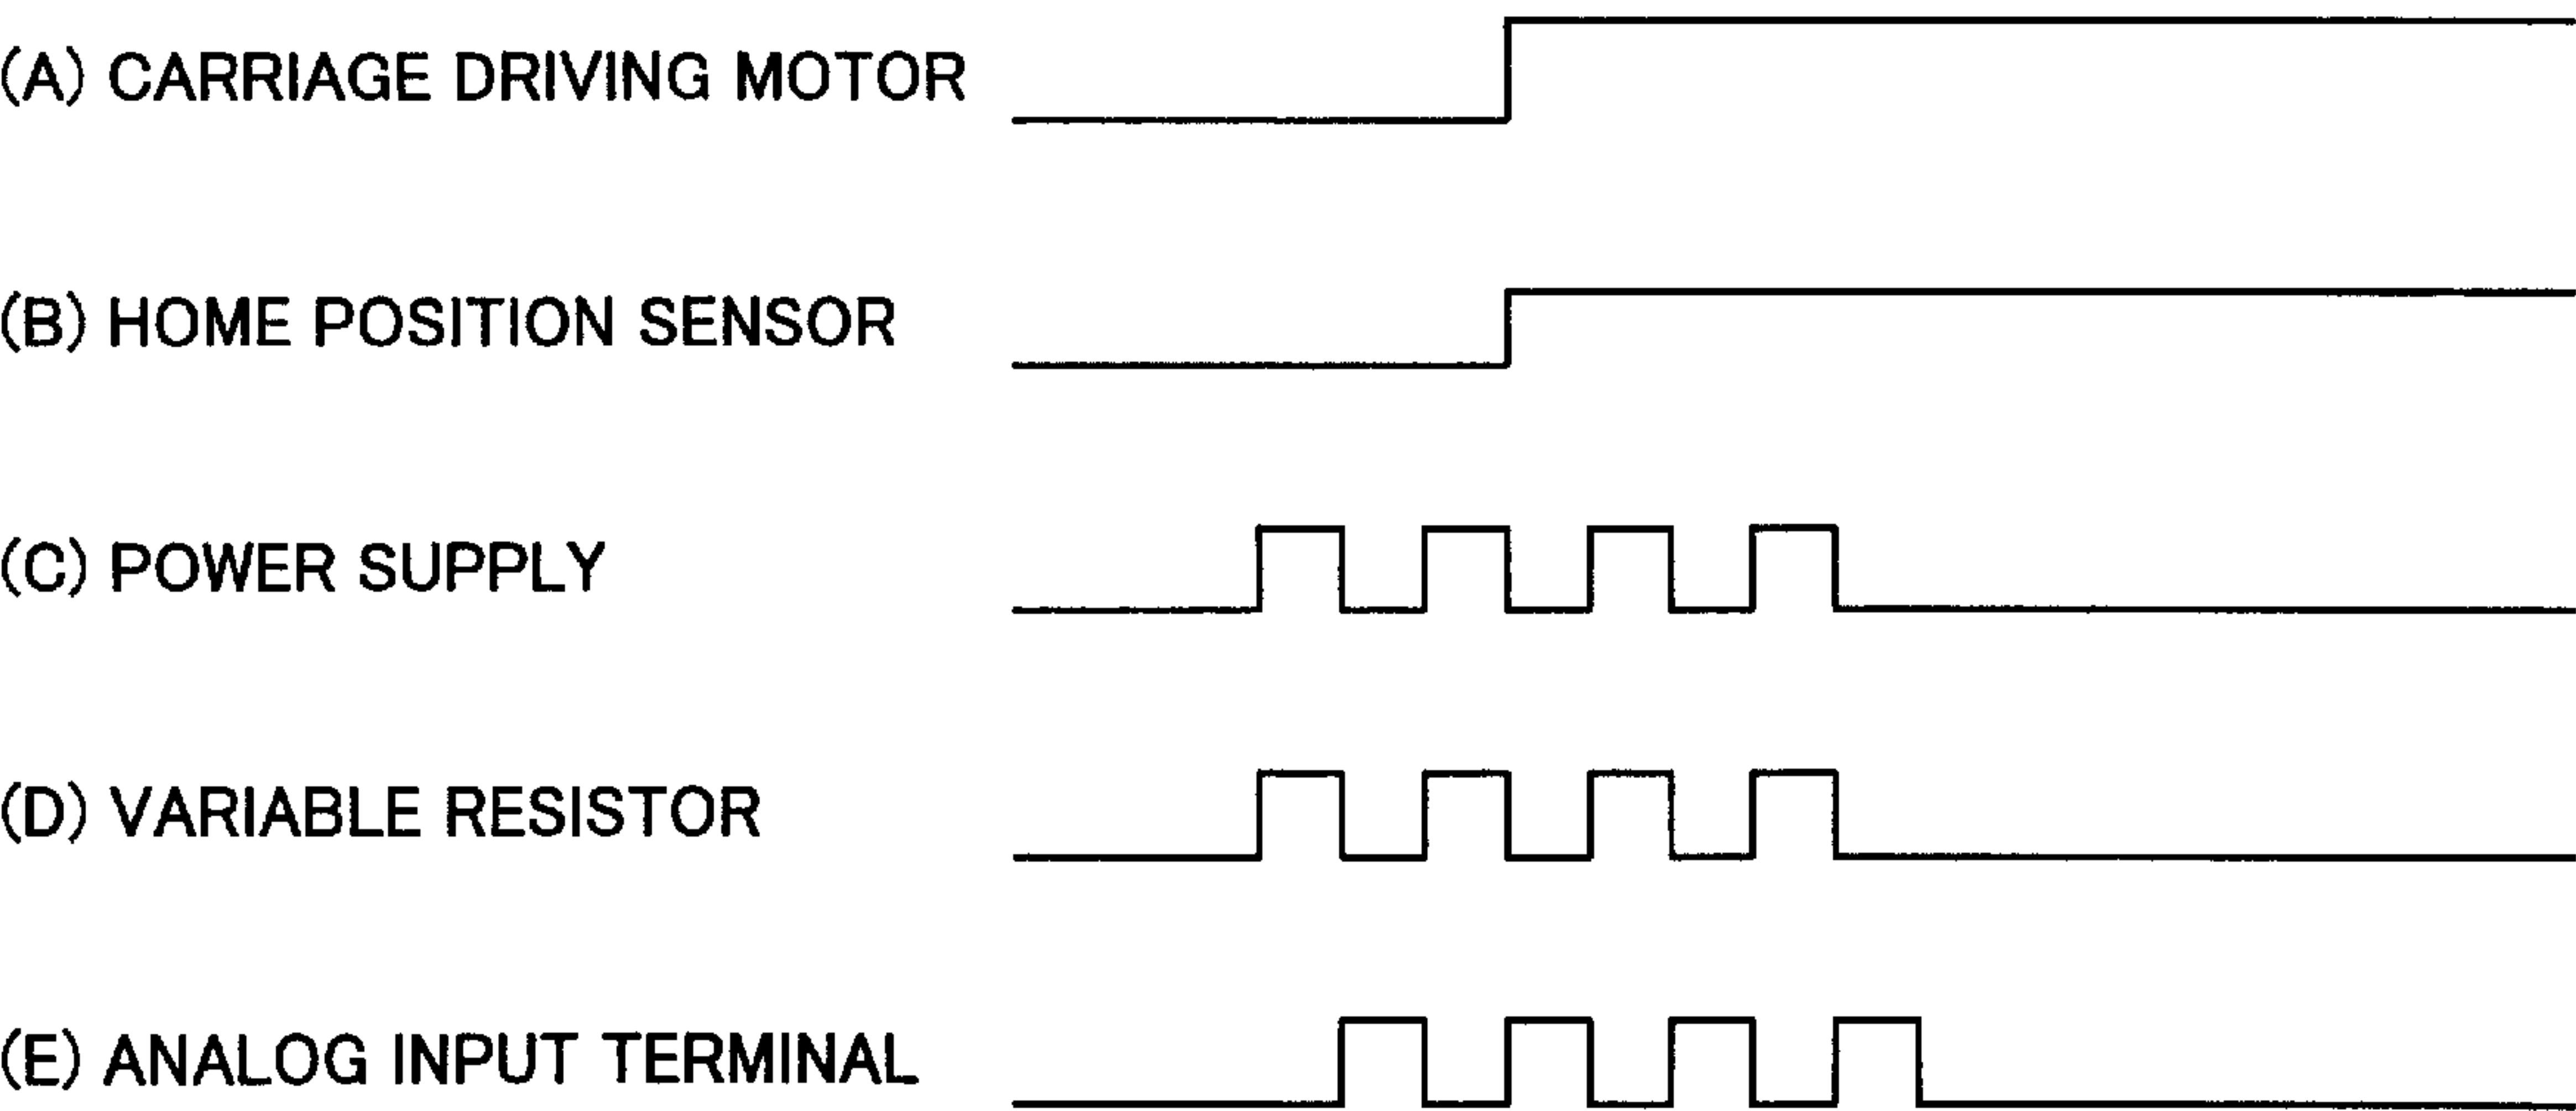 (A) CARRIAGE DRIVING MOTOR
(B) HOME POSITION SENSOR
(C) POWER SUPPLY
(D) VARIABLE RESISTOR
(E) ANALOG INPUT TERMINAL